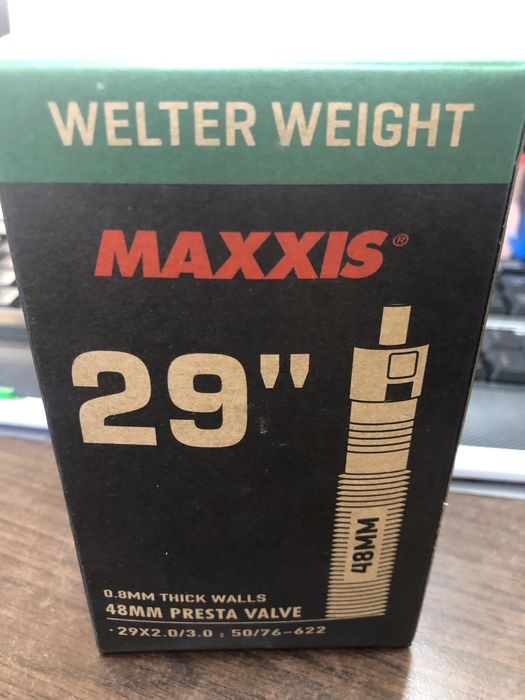 WELTER WEIGHT
MAXXIS®
29"
48MM
0.8MM THICK WALLS
48MM PRESTA VALVE
·29X2.0/3.0 ; 50/76-622